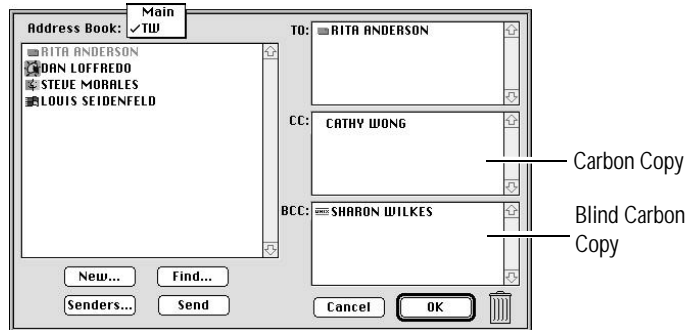 Main
Address Book: ✓TW
RITA ANDERSON
DAN LOFFREDO
STEVE MORALES
LOUIS SEIDENFELD
New...
Find...
Senders...
Send
TO: RITA ANDERSON
CC: CATHY WONG
BCC: SHARON WILKES
Cancel
OK
Carbon Copy
Blind Carbon
Copy